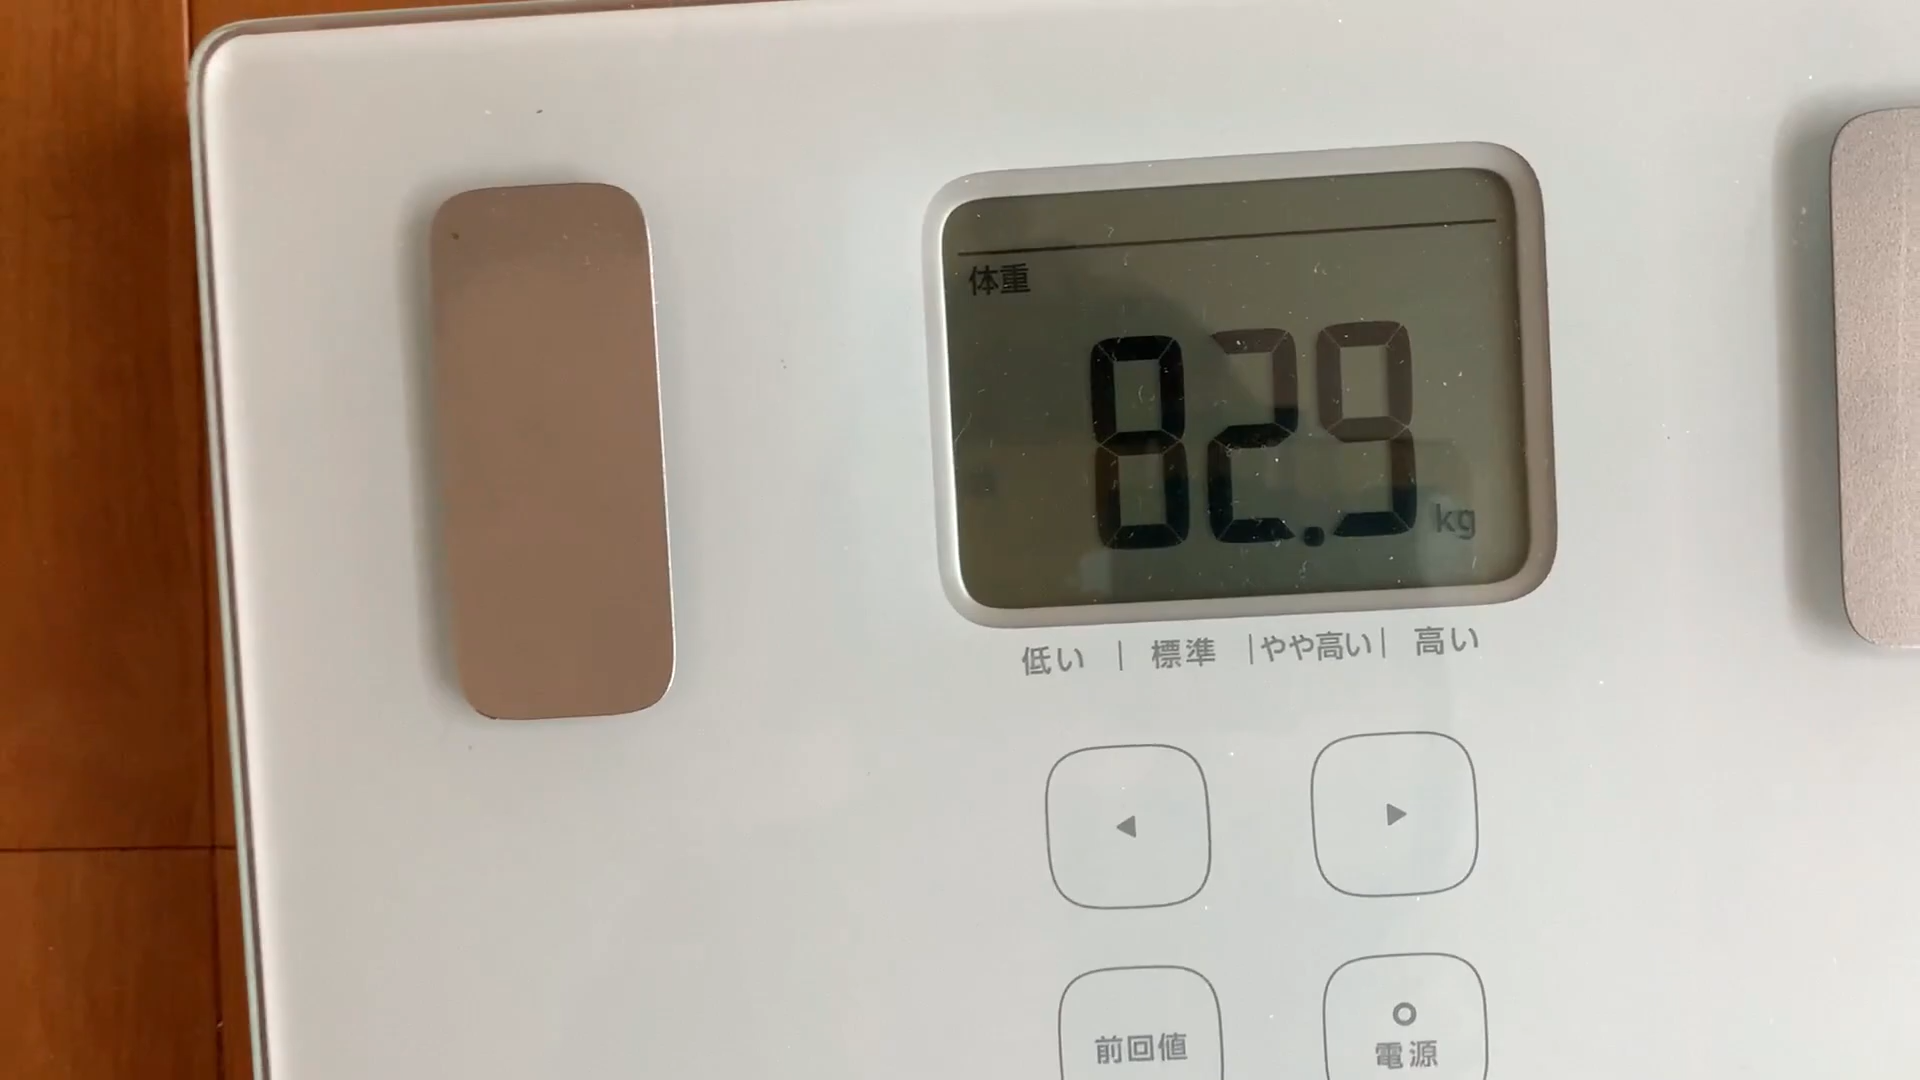 体重
82.9 kg
低い | 標準 | やや高い | 高い
◀ ▶
前回値 電源